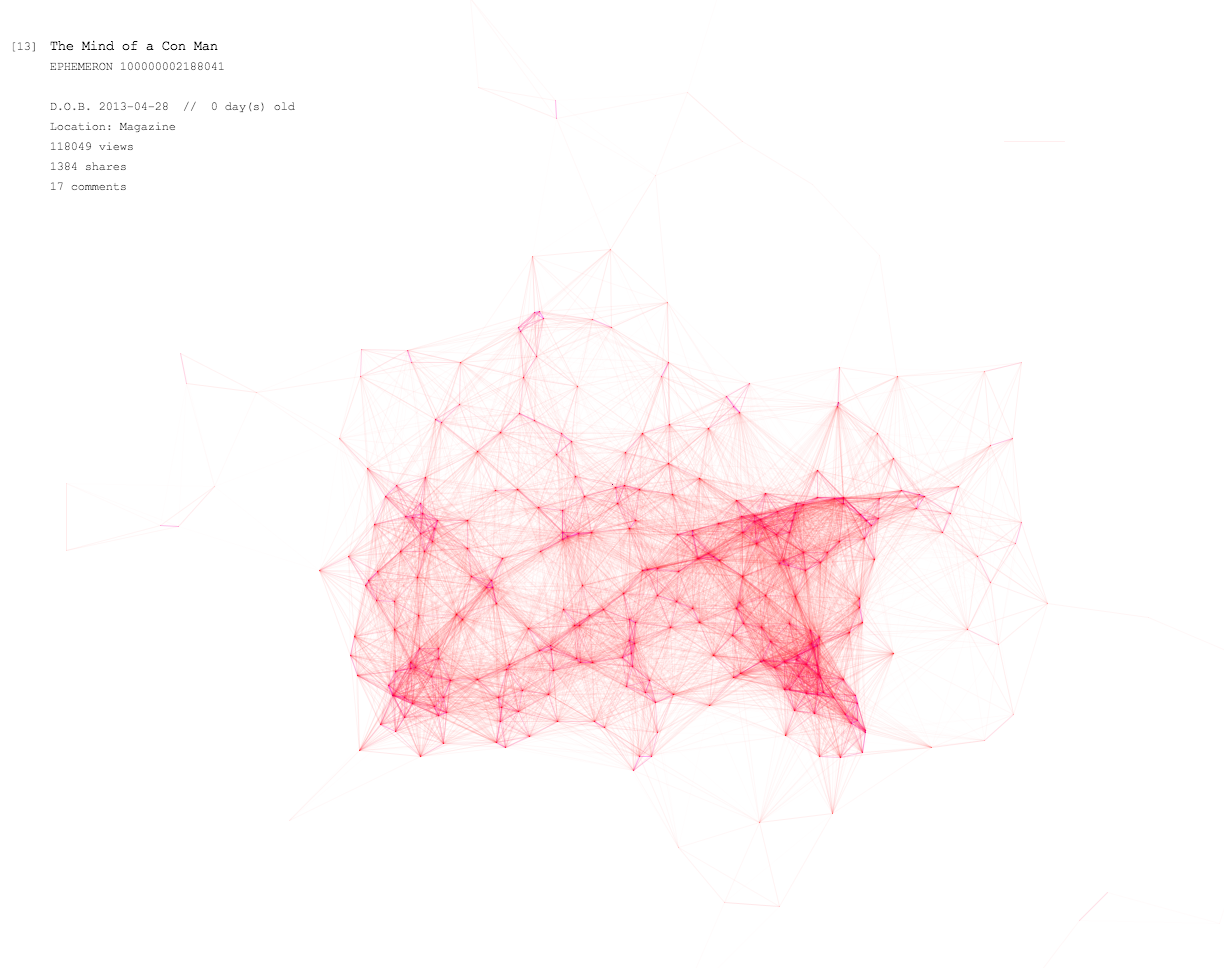 [13] The Mind of a Con Man
EPHEMERON 100000002188041
D.O.B. 2013-04-28 // 0 day(s) old
Location: Magazine
118049 views
1384 shares
17 comments